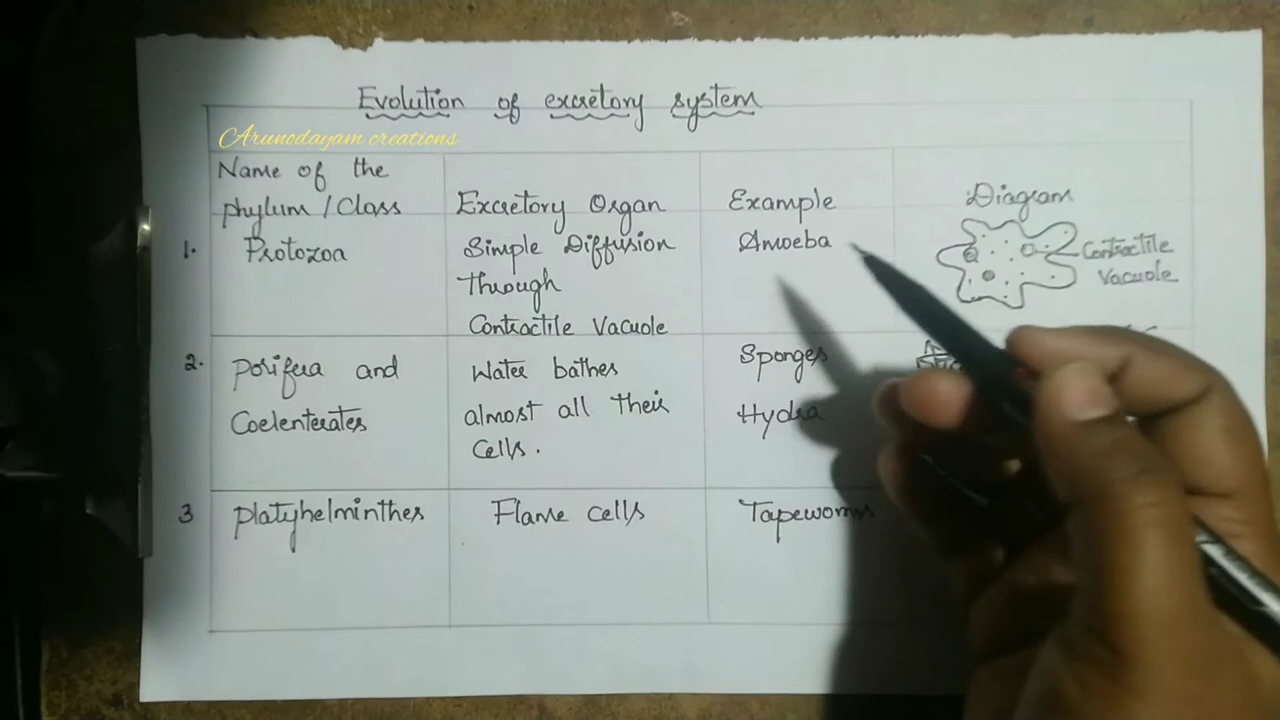 Evolution of excretory system
Arunodayam creations
Name of the
phylum / Class
Excretory Organ
Example
Diagram
1.
Protozoa
Simple Diffusion
Through
Contractile Vacuole
Amoeba
Contractile
Vacuole
2.
Porifera and
Coelenterates
Water bathes
almost all their
cells.
Sponges
Hydra
3
Platyhelminthes
Flame cells
Tapeworms